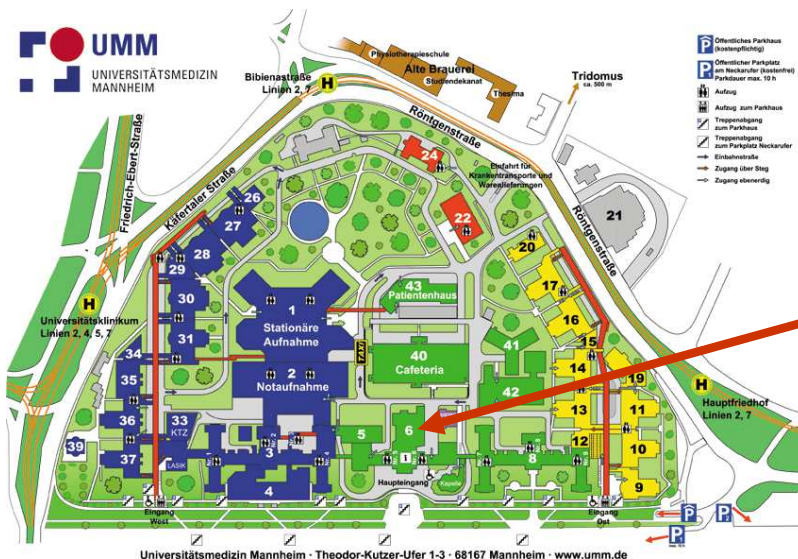 UMM
UNIVERSITÄTSMEDIZIN
MANNHEIM
Bibienastraße
Linien 2, 7
H
Physiotherapieschule
Alte Brauerei
Studiendekanat
Thesima
Tridomus
ca. 500 m
P Öffentliches Parkhaus
(kostenpflichtig)
P Öffentlicher Parkplatz
am Neckarufer (kostenfrei)
Parkdauer max. 10 h
Aufzug
Aufzug zum Parkhaus
Treppenabgang
zum Parkhaus
Treppenabgang
zum Parkplatz Neckarufer
Einbahnstraße
Zugang über Steg
Zugang ebenerdig
Friedrich-Ebert-Straße
Käfertaler Straße
Röntgenstraße
Röntgenstraße
Einfahrt für
Krankentransporte und
Warenlieferungen
24
22
21
26
27
28
29
30
31
34
35
36
37
39
33
KTZ
LASIK
H
Universitätsklinikum
Linien 2, 4, 5, 7
1
Stationäre
Aufnahme
2
Notaufnahme
3
4
TAXI
43
Patientenhaus
40
Cafeteria
41
42
5
6
i
8
Haupteingang
Kapelle
20
17
16
15
14
13
12
19
11
10
9
H
Hauptfriedhof
Linien 2, 7
Eingang
West
Eingang
Ost
P
P
P
Universitätsmedizin Mannheim · Theodor-Kutzer-Ufer 1-3 · 68167 Mannheim · www.umm.de